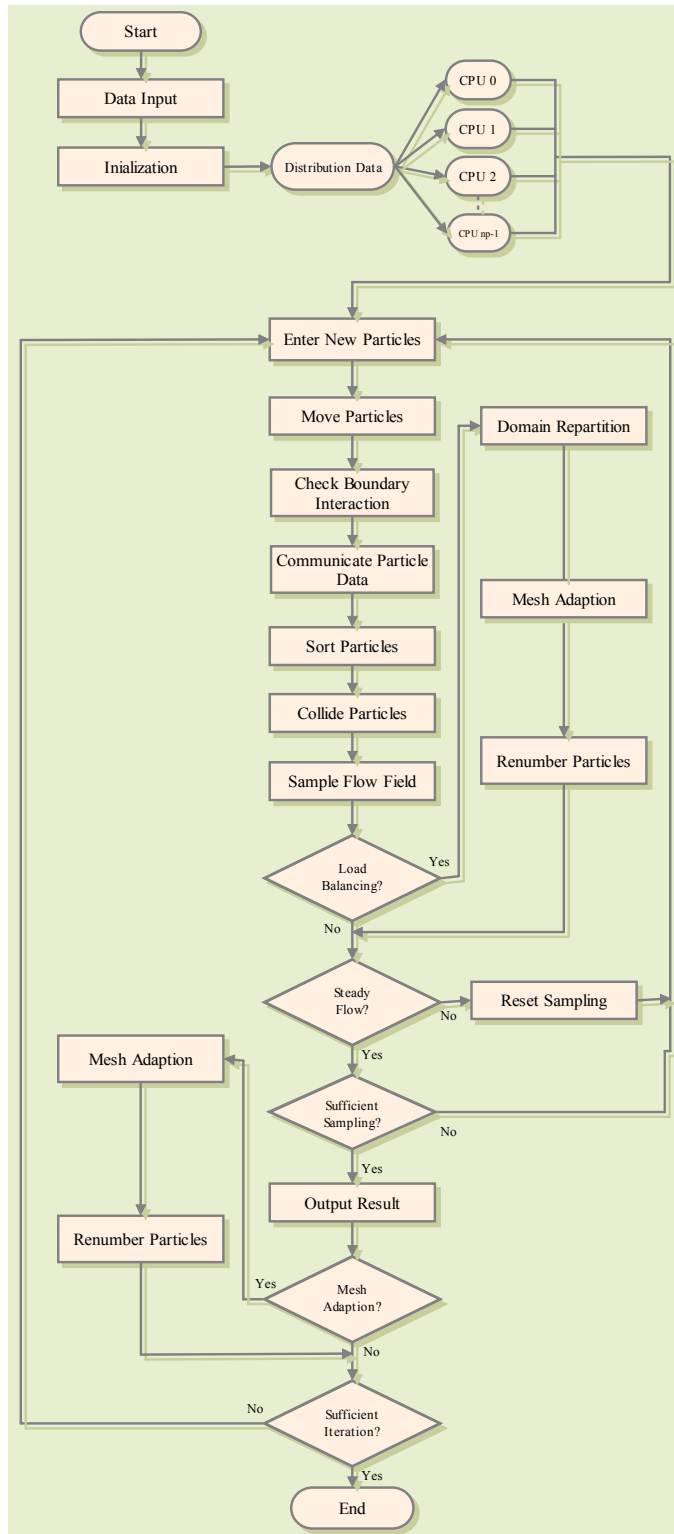 Start
Data Input
Inialization
Distribution Data
CPU 0
CPU 1
CPU 2
CPU np-1
Enter New Particles
Move Particles
Check Boundary
Interaction
Communicate Particle
Data
Sort Particles
Collide Particles
Sample Flow Field
Load
Balancing?
Yes
Domain Repartition
Mesh Adaption
Renumber Particles
No
Steady
Flow?
No
Reset Sampling
Yes
Sufficient
Sampling?
No
Yes
Output Result
Mesh
Adaption?
Yes
Mesh Adaption
Renumber Particles
No
Sufficient
Iteration?
No
Yes
End